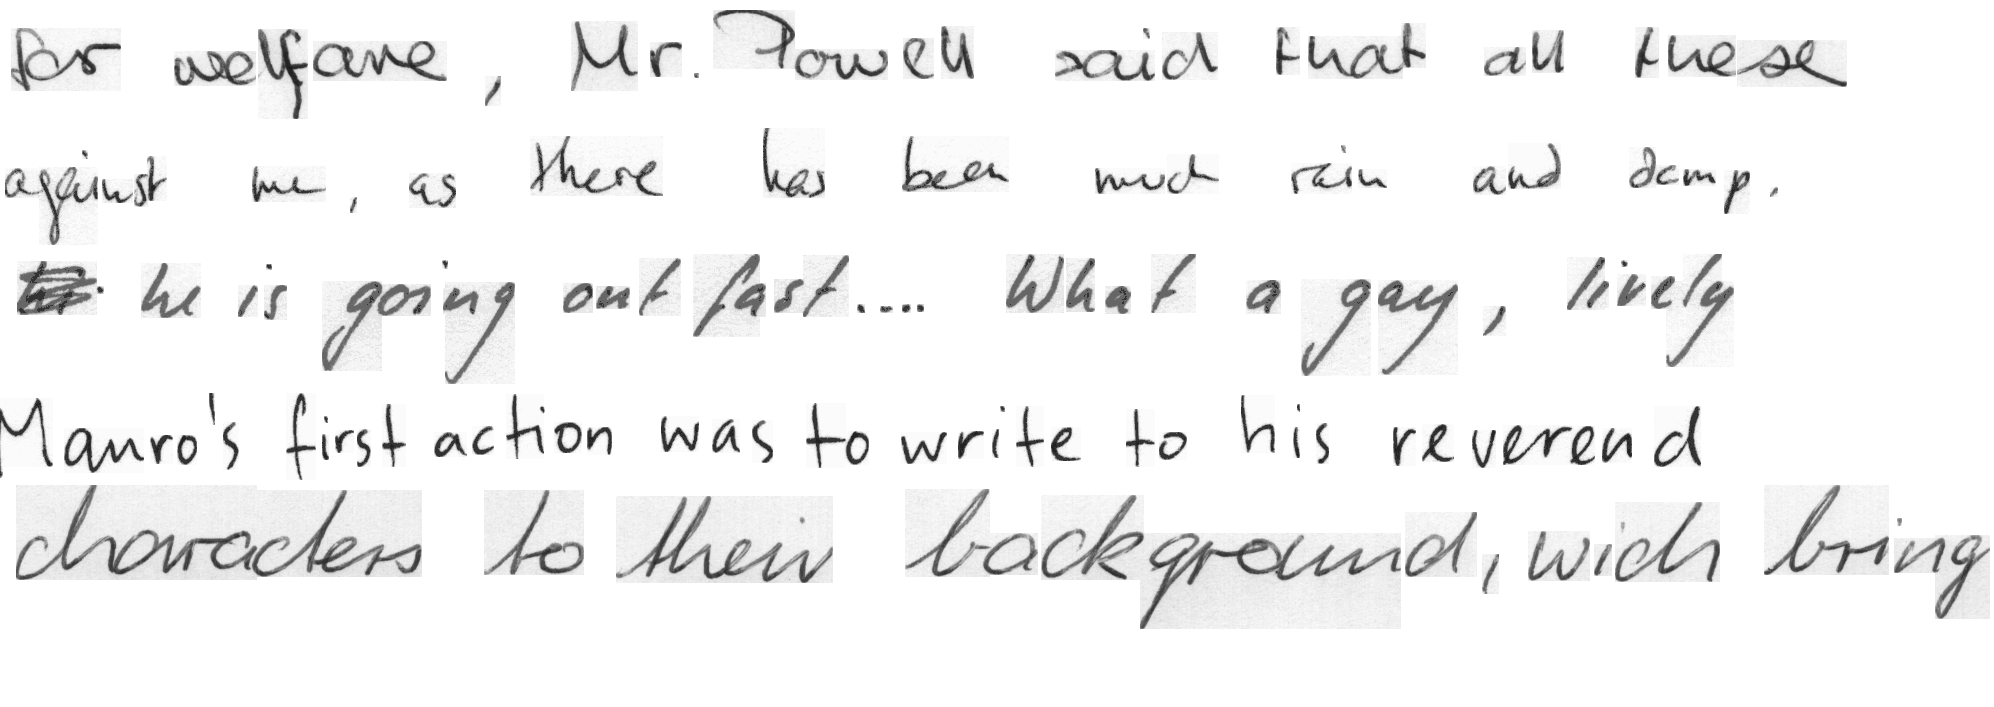 for welfare, Mr. Powell said that all these
against me, as there has been much rain and damp.
he is going out fast.... What a gay, lively
Manro's first action was to write to his reverend
characters to their background, wich bring